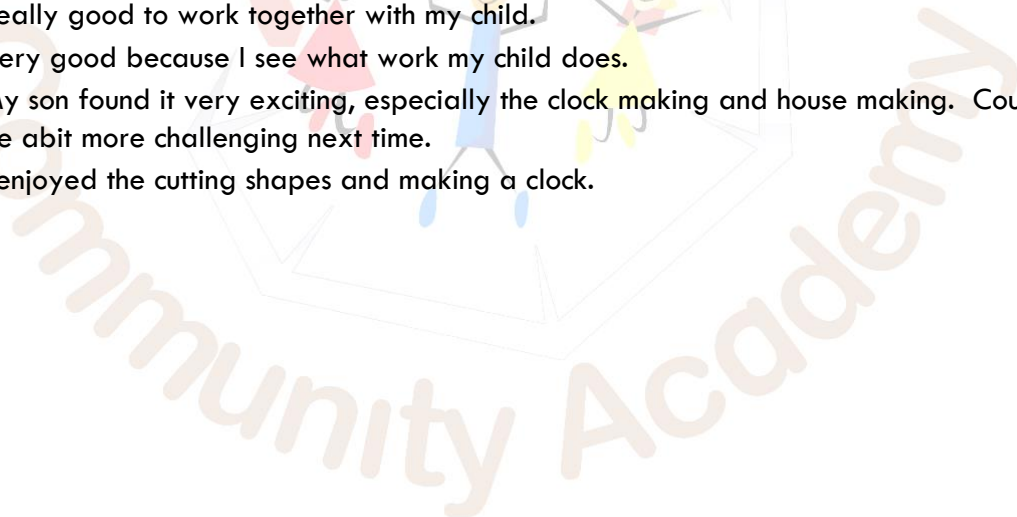 eally good to work together with my child.
ery good because I see what work my child does.
y son found it very exciting, especially the clock making and house making. Cou
e abit more challenging next time.
enjoyed the cutting shapes and making a clock.
ommunity Academy